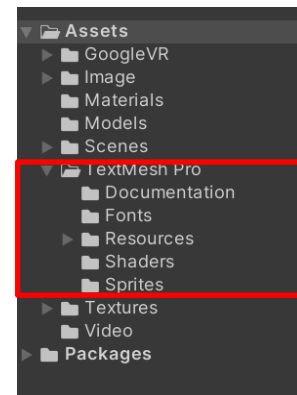 Assets
GoogleVR
Image
Materials
Models
Scenes
TextMesh Pro
Documentation
Fonts
Resources
Shaders
Sprites
Textures
Video
Packages